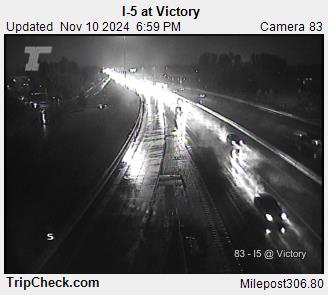 I-5 at Victory
Updated Nov 10 2024 6:59 PM Camera 83
T
S
83 - I5 @ Victory
TripCheck.com Milepost306.80